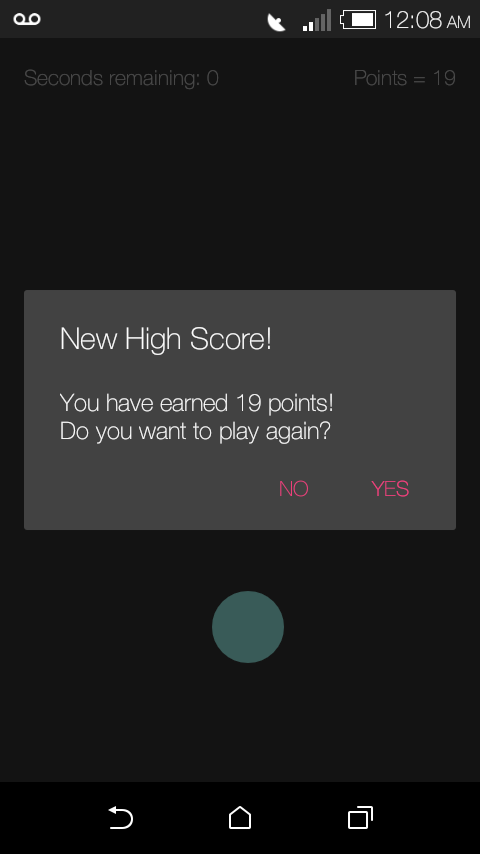 12:08 AM
Seconds remaining: 0
Points = 19
New High Score!
You have earned 19 points!
Do you want to play again?
NO
YES